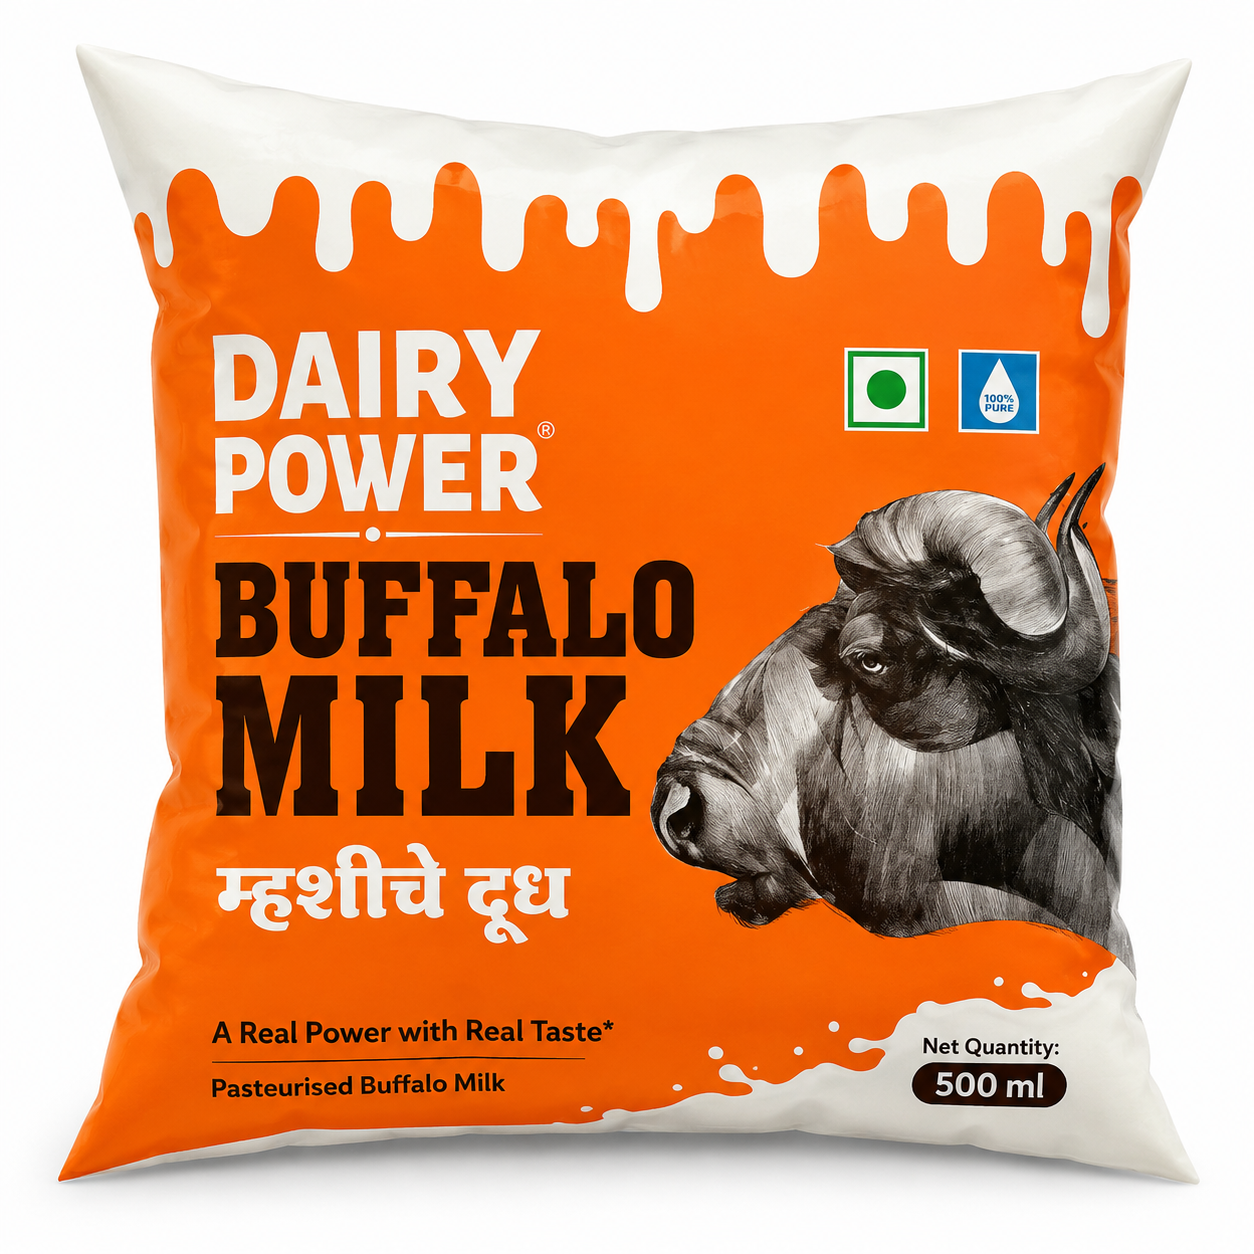 DAIRY
POWER®
BUFFALO
MILK
म्हशीचे दूध
A Real Power with Real Taste*
Pasteurised Buffalo Milk
100%
PURE
Net Quantity:
500 ml